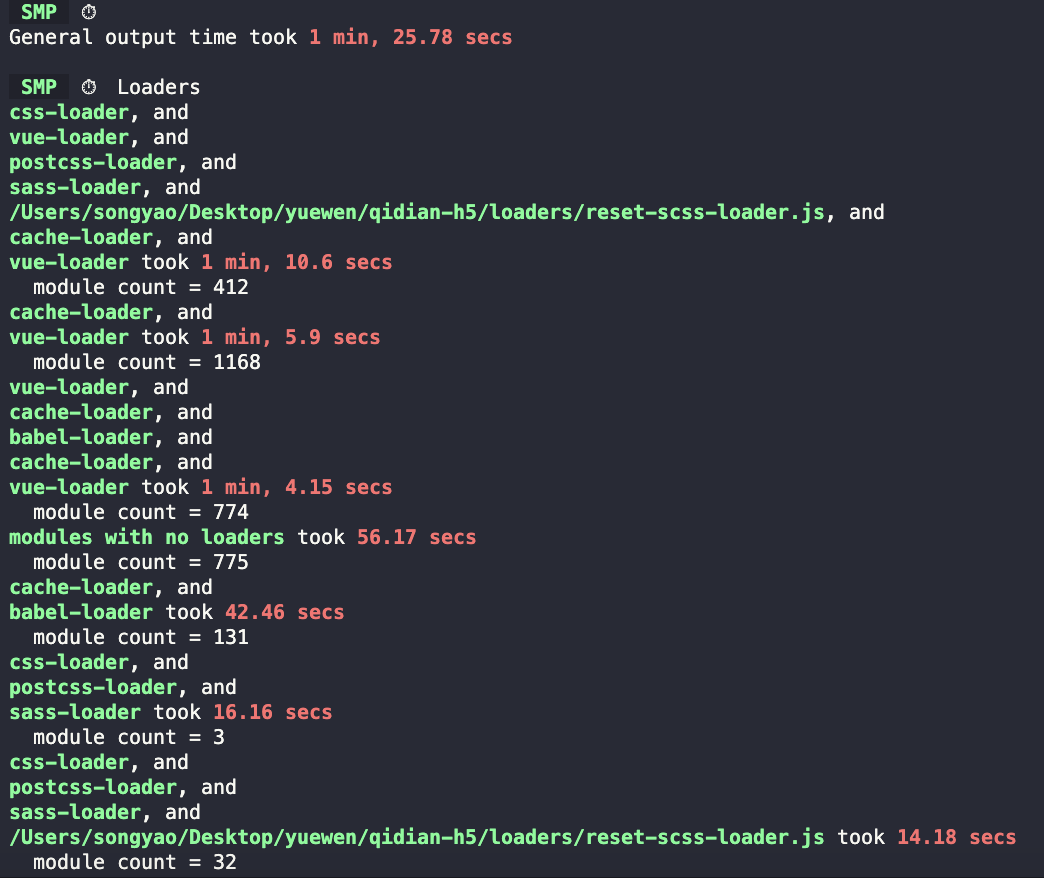 SMP ⏱
General output time took 1 min, 25.78 secs
SMP ⏱ Loaders
css-loader, and
vue-loader, and
postcss-loader, and
sass-loader, and
/Users/songyao/Desktop/yuewen/qidian-h5/loaders/reset-scss-loader.js, and
cache-loader, and
vue-loader took 1 min, 10.6 secs
module count = 412
cache-loader, and
vue-loader took 1 min, 5.9 secs
module count = 1168
vue-loader, and
cache-loader, and
babel-loader, and
cache-loader, and
vue-loader took 1 min, 4.15 secs
module count = 774
modules with no loaders took 56.17 secs
module count = 775
cache-loader, and
babel-loader took 42.46 secs
module count = 131
css-loader, and
postcss-loader, and
sass-loader took 16.16 secs
module count = 3
css-loader, and
postcss-loader, and
sass-loader, and
/Users/songyao/Desktop/yuewen/qidian-h5/loaders/reset-scss-loader.js took 14.18 secs
module count = 32